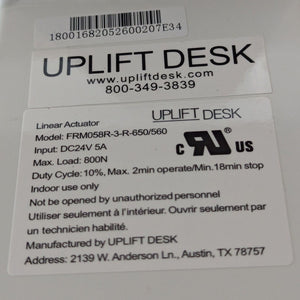 18001682052600207E34
UPLIFT DESK
www.upliftdesk.com
800-349-3839
UPLIFT DESK
Linear Actuator
Model: FRM058R-3-R-650/560
Input: DC24V 5A
Max. Load: 800N
Duty Cycle: 10%, Max. 2min operate/Min.18min stop
Indoor use only
Not be opened by unauthorized personnel
Utiliser seulement à l'intérieur. Ouvrir seulement par
un technicien habilité.
Manufactured by UPLIFT DESK
Address: 2139 W. Anderson Ln., Austin, TX 78757
c RU US